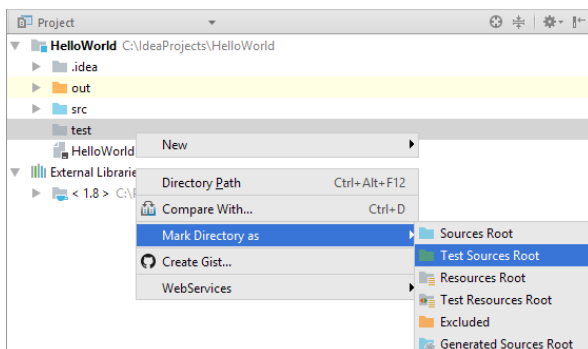 Project
HelloWorld C:\IdeaProjects\HelloWorld
.idea
out
src
test
HelloWorld
New
External Librarie
Directory Path Ctrl+Alt+F12
< 1.8 > C:\
Compare With... Ctrl+D
Mark Directory as
Sources Root
Create Gist...
Test Sources Root
WebServices
Resources Root
Test Resources Root
Excluded
Generated Sources Root